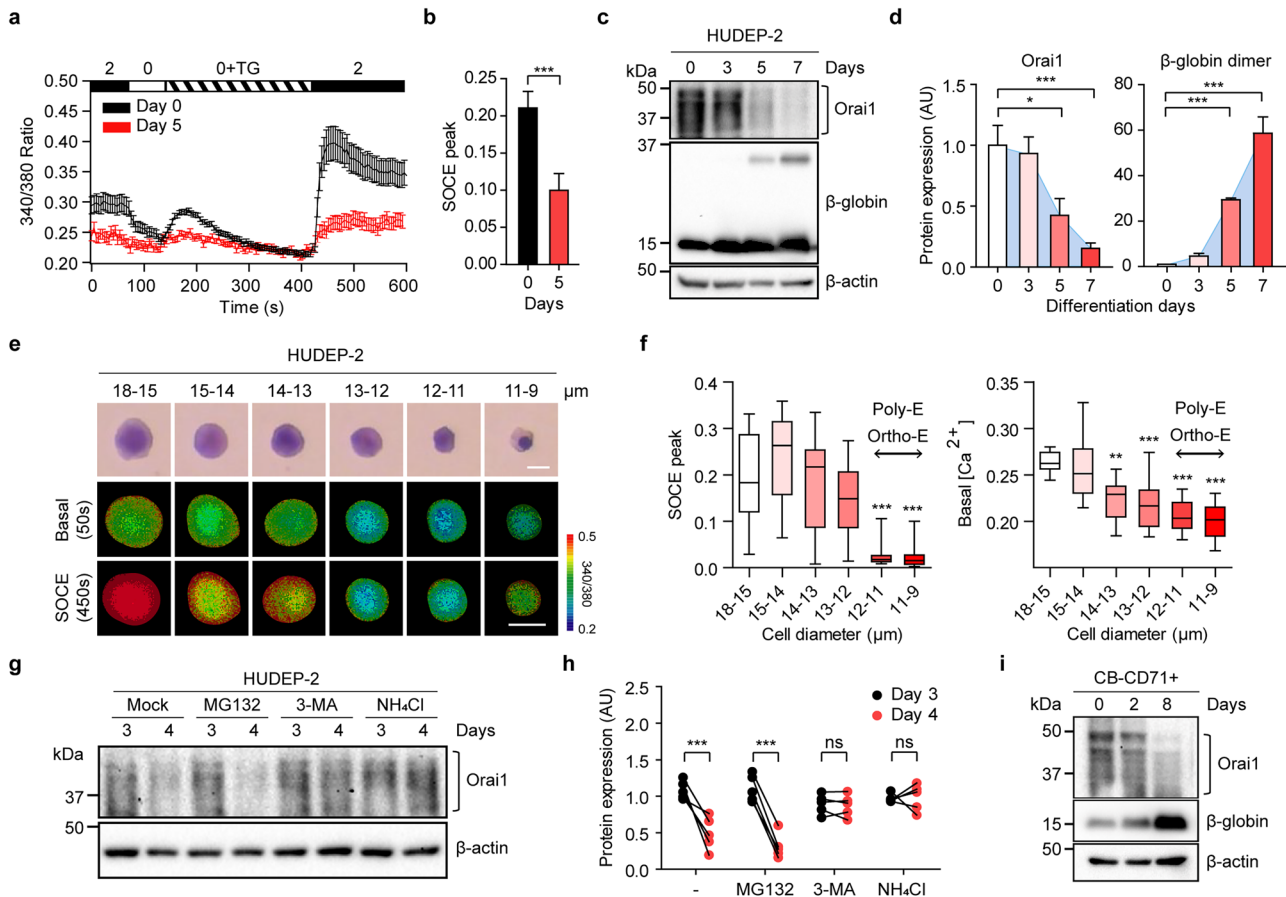 a
2 0 0+TG 2
0.50
0.45
0.40
0.35
0.30
0.25
0.20
340/380 Ratio
Day 0
Day 5
0 100 200 300 400 500 600
Time (s)
b
***
0.25
0.20
0.15
0.10
0.05
0.00
SOCE peak
0 5
Days
c
HUDEP-2
kDa 0 3 5 7 Days
50
37
Orai1
37
15
β-globin
50
β-actin
d
Orai1
*** 
*
1.5
1.0
0.5
0.0
Protein expression (AU)
0 3 5 7
β-globin dimer
***
***
80
60
40
20
0
0 3 5 7
Differentiation days
e
HUDEP-2
18-15 15-14 14-13 13-12 12-11 11-9 μm
Basal
(50s)
SOCE
(450s)
0.5
340/380
0.2
f
0.4
0.3
0.2
0.1
0.0
SOCE peak
Poly-E
Ortho-E
*** ***
18-15 15-14 14-13 13-12 12-11 11-9
Cell diameter (μm)
0.35
0.30
0.25
0.20
Basal [Ca2+]
Poly-E
Ortho-E
** *** *** ***
18-15 15-14 14-13 13-12 12-11 11-9
Cell diameter (μm)
g
HUDEP-2
Mock MG132 3-MA NH₄Cl
3 4 3 4 3 4 3 4 Days
kDa
37
Orai1
50
β-actin
h
2.5
2.0
1.5
1.0
0.5
0.0
Protein expression (AU)
Day 3
Day 4
*** *** ns ns
- MG132 3-MA NH₄Cl
i
CB-CD71+
kDa 0 2 8 Days
50
37
Orai1
15
β-globin
50
β-actin